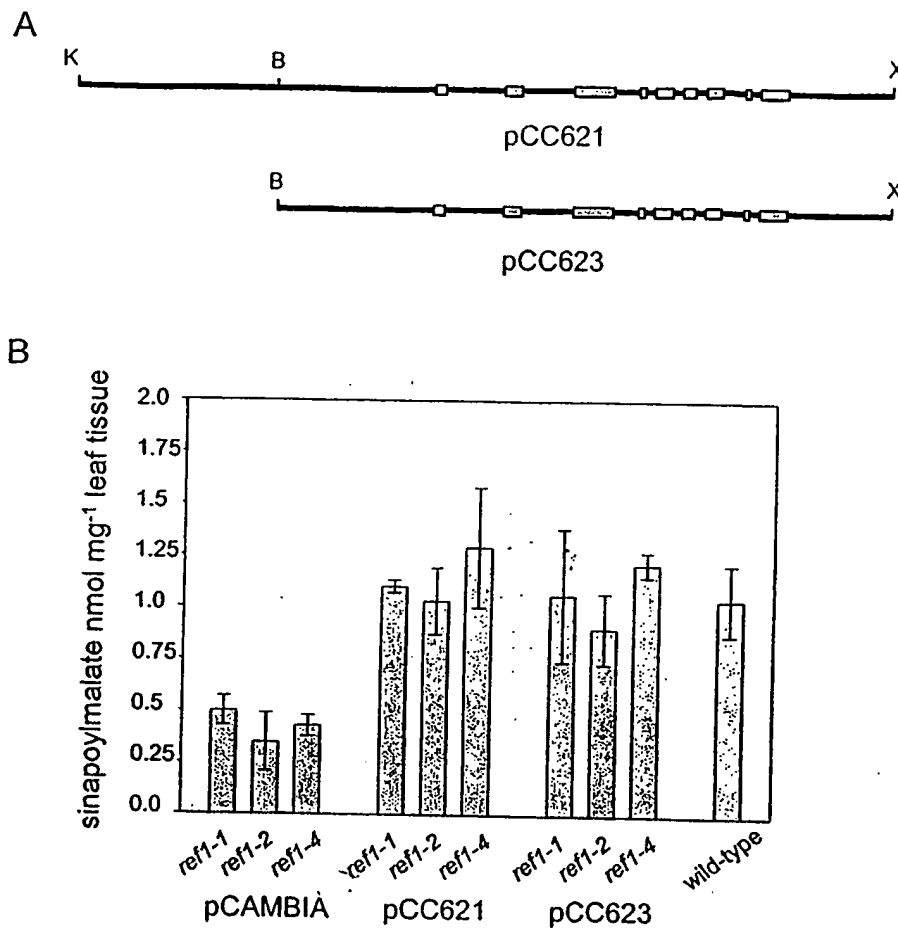 A
K B X
pCC621
B X
pCC623
B
sinapoylmalate nmol mg⁻¹ leaf tissue
2.0
1.75
1.5
1.25
1.0
0.75
0.5
0.25
0.0
ref1-1 ref1-2 ref1-4 ref1-1 ref1-2 ref1-4 ref1-1 ref1-2 ref1-4 wild-type
pCAMBIA pCC621 pCC623